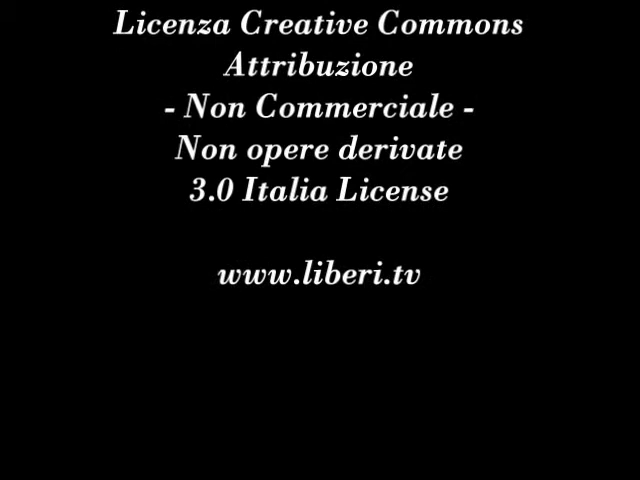 Licenza Creative Commons
Attribuzione
- Non Commerciale -
Non opere derivate
3.0 Italia License
www.liberi.tv